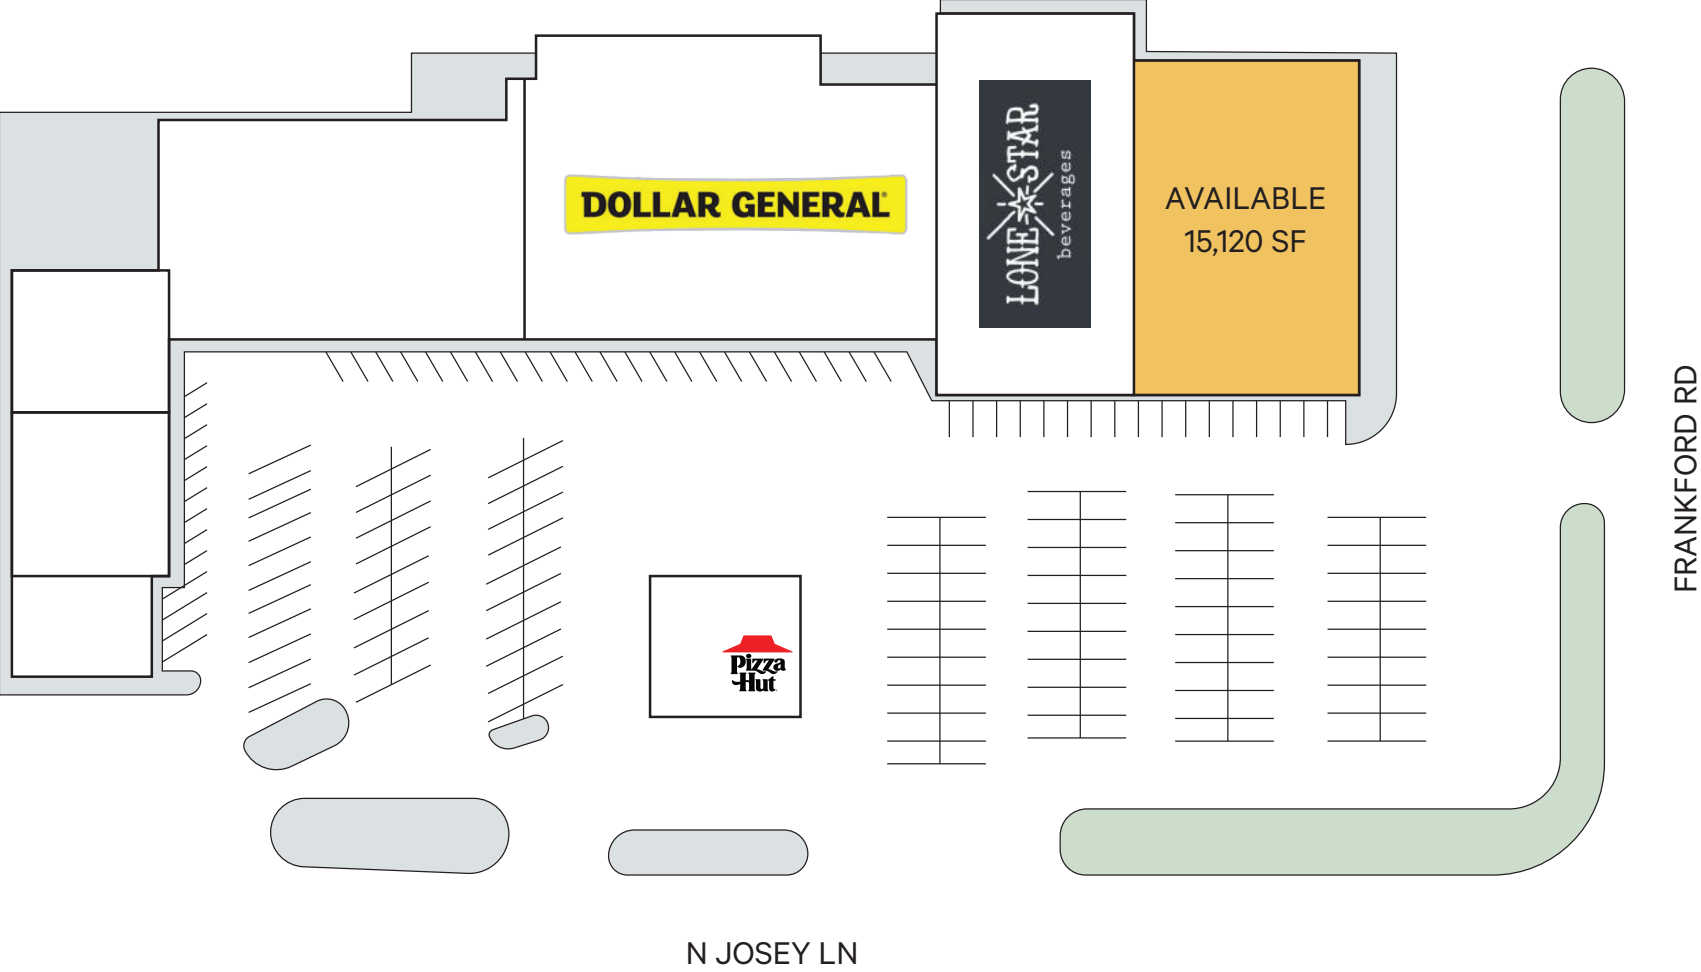 DOLLAR GENERAL®
LONE STAR
beverages
AVAILABLE
15,120 SF
Pizza
Hut
FRANKFORD RD
N JOSEY LN